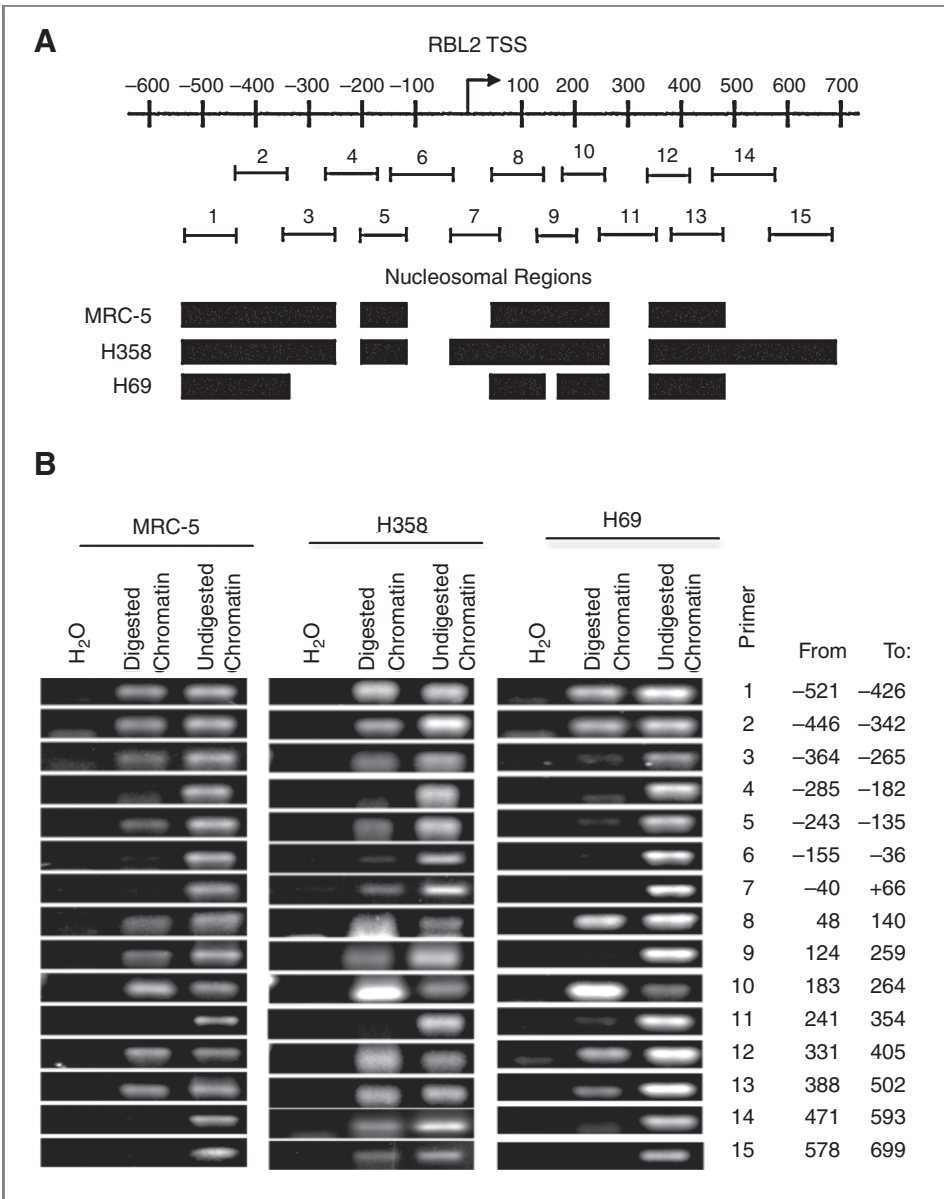 A
RBL2 TSS
–600 –500 –400 –300 –200 –100 100 200 300 400 500 600 700
2 4 6 8 10 12 14
1 3 5 7 9 11 13 15
Nucleosomal Regions
MRC-5
H358
H69
B
MRC-5 H358 H69
H2O Digested Chromatin Undigested Chromatin H2O Digested Chromatin Undigested Chromatin H2O Digested Chromatin Undigested Chromatin Primer From To:
1 –521 –426
2 –446 –342
3 –364 –265
4 –285 –182
5 –243 –135
6 –155 –36
7 –40 +66
8 48 140
9 124 259
10 183 264
11 241 354
12 331 405
13 388 502
14 471 593
15 578 699